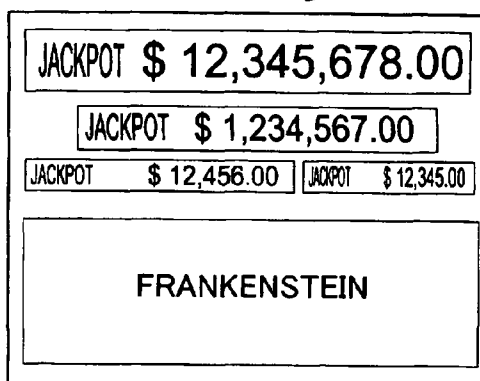 JACKPOT $ 12,345,678.00
JACKPOT $ 1,234,567.00
JACKPOT $ 12,456.00 JACKPOT $ 12,345.00
FRANKENSTEIN